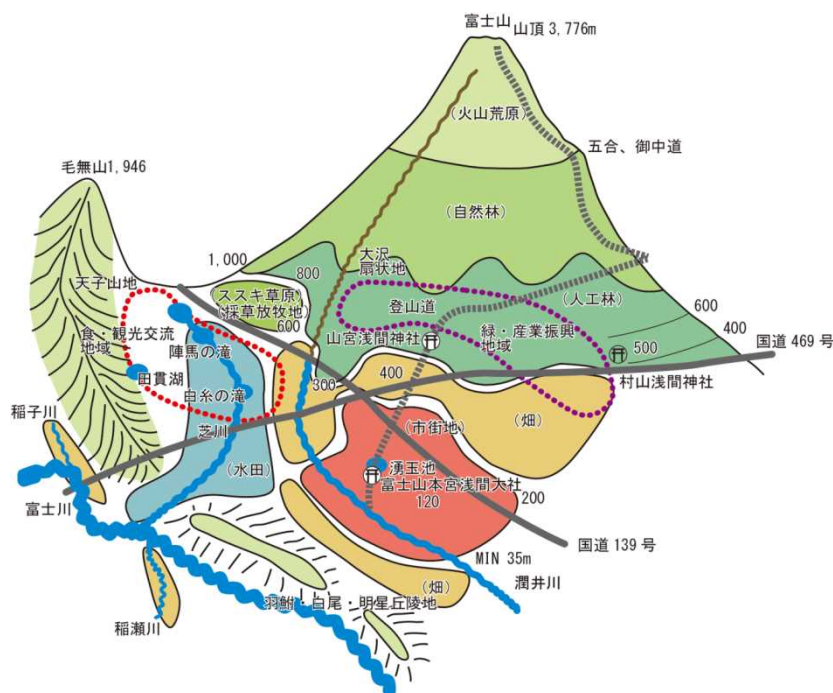 富士山
山頂 3,776m
(火山荒原)
五合、御中道
毛無山1,946
(自然林)
1,000
800
大沢
扇状地
天子山地
(ススキ草原)
(採草放牧地)
登山道
(人工林)
600
600
400
食・観光交流
地域
陣馬の滝
山宮浅間神社
緑・産業振興
地域
500
国道 469 号
田貫湖
白糸の滝
300
400
村山浅間神社
稲子川
芝川
(市街地)
(畑)
(水田)
湧玉池
富士山本宮浅間大社
120
200
富士川
国道 139 号
MIN 35m
(畑)
潤井川
羽鮒・白尾・明星丘陵地
稲瀬川